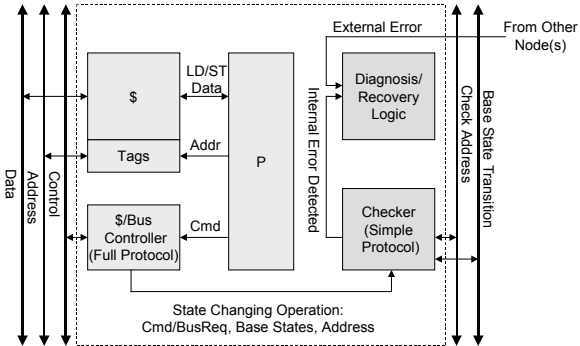 External Error
From Other
Node(s)
LD/ST
Data
$
Tags
Addr
P
Diagnosis/
Recovery
Logic
Internal Error Detected
Data
Address
Control
$/Bus
Controller
(Full Protocol)
Cmd
Checker
(Simple
Protocol)
Check Address
Base State Transition
State Changing Operation:
Cmd/BusReq, Base States, Address